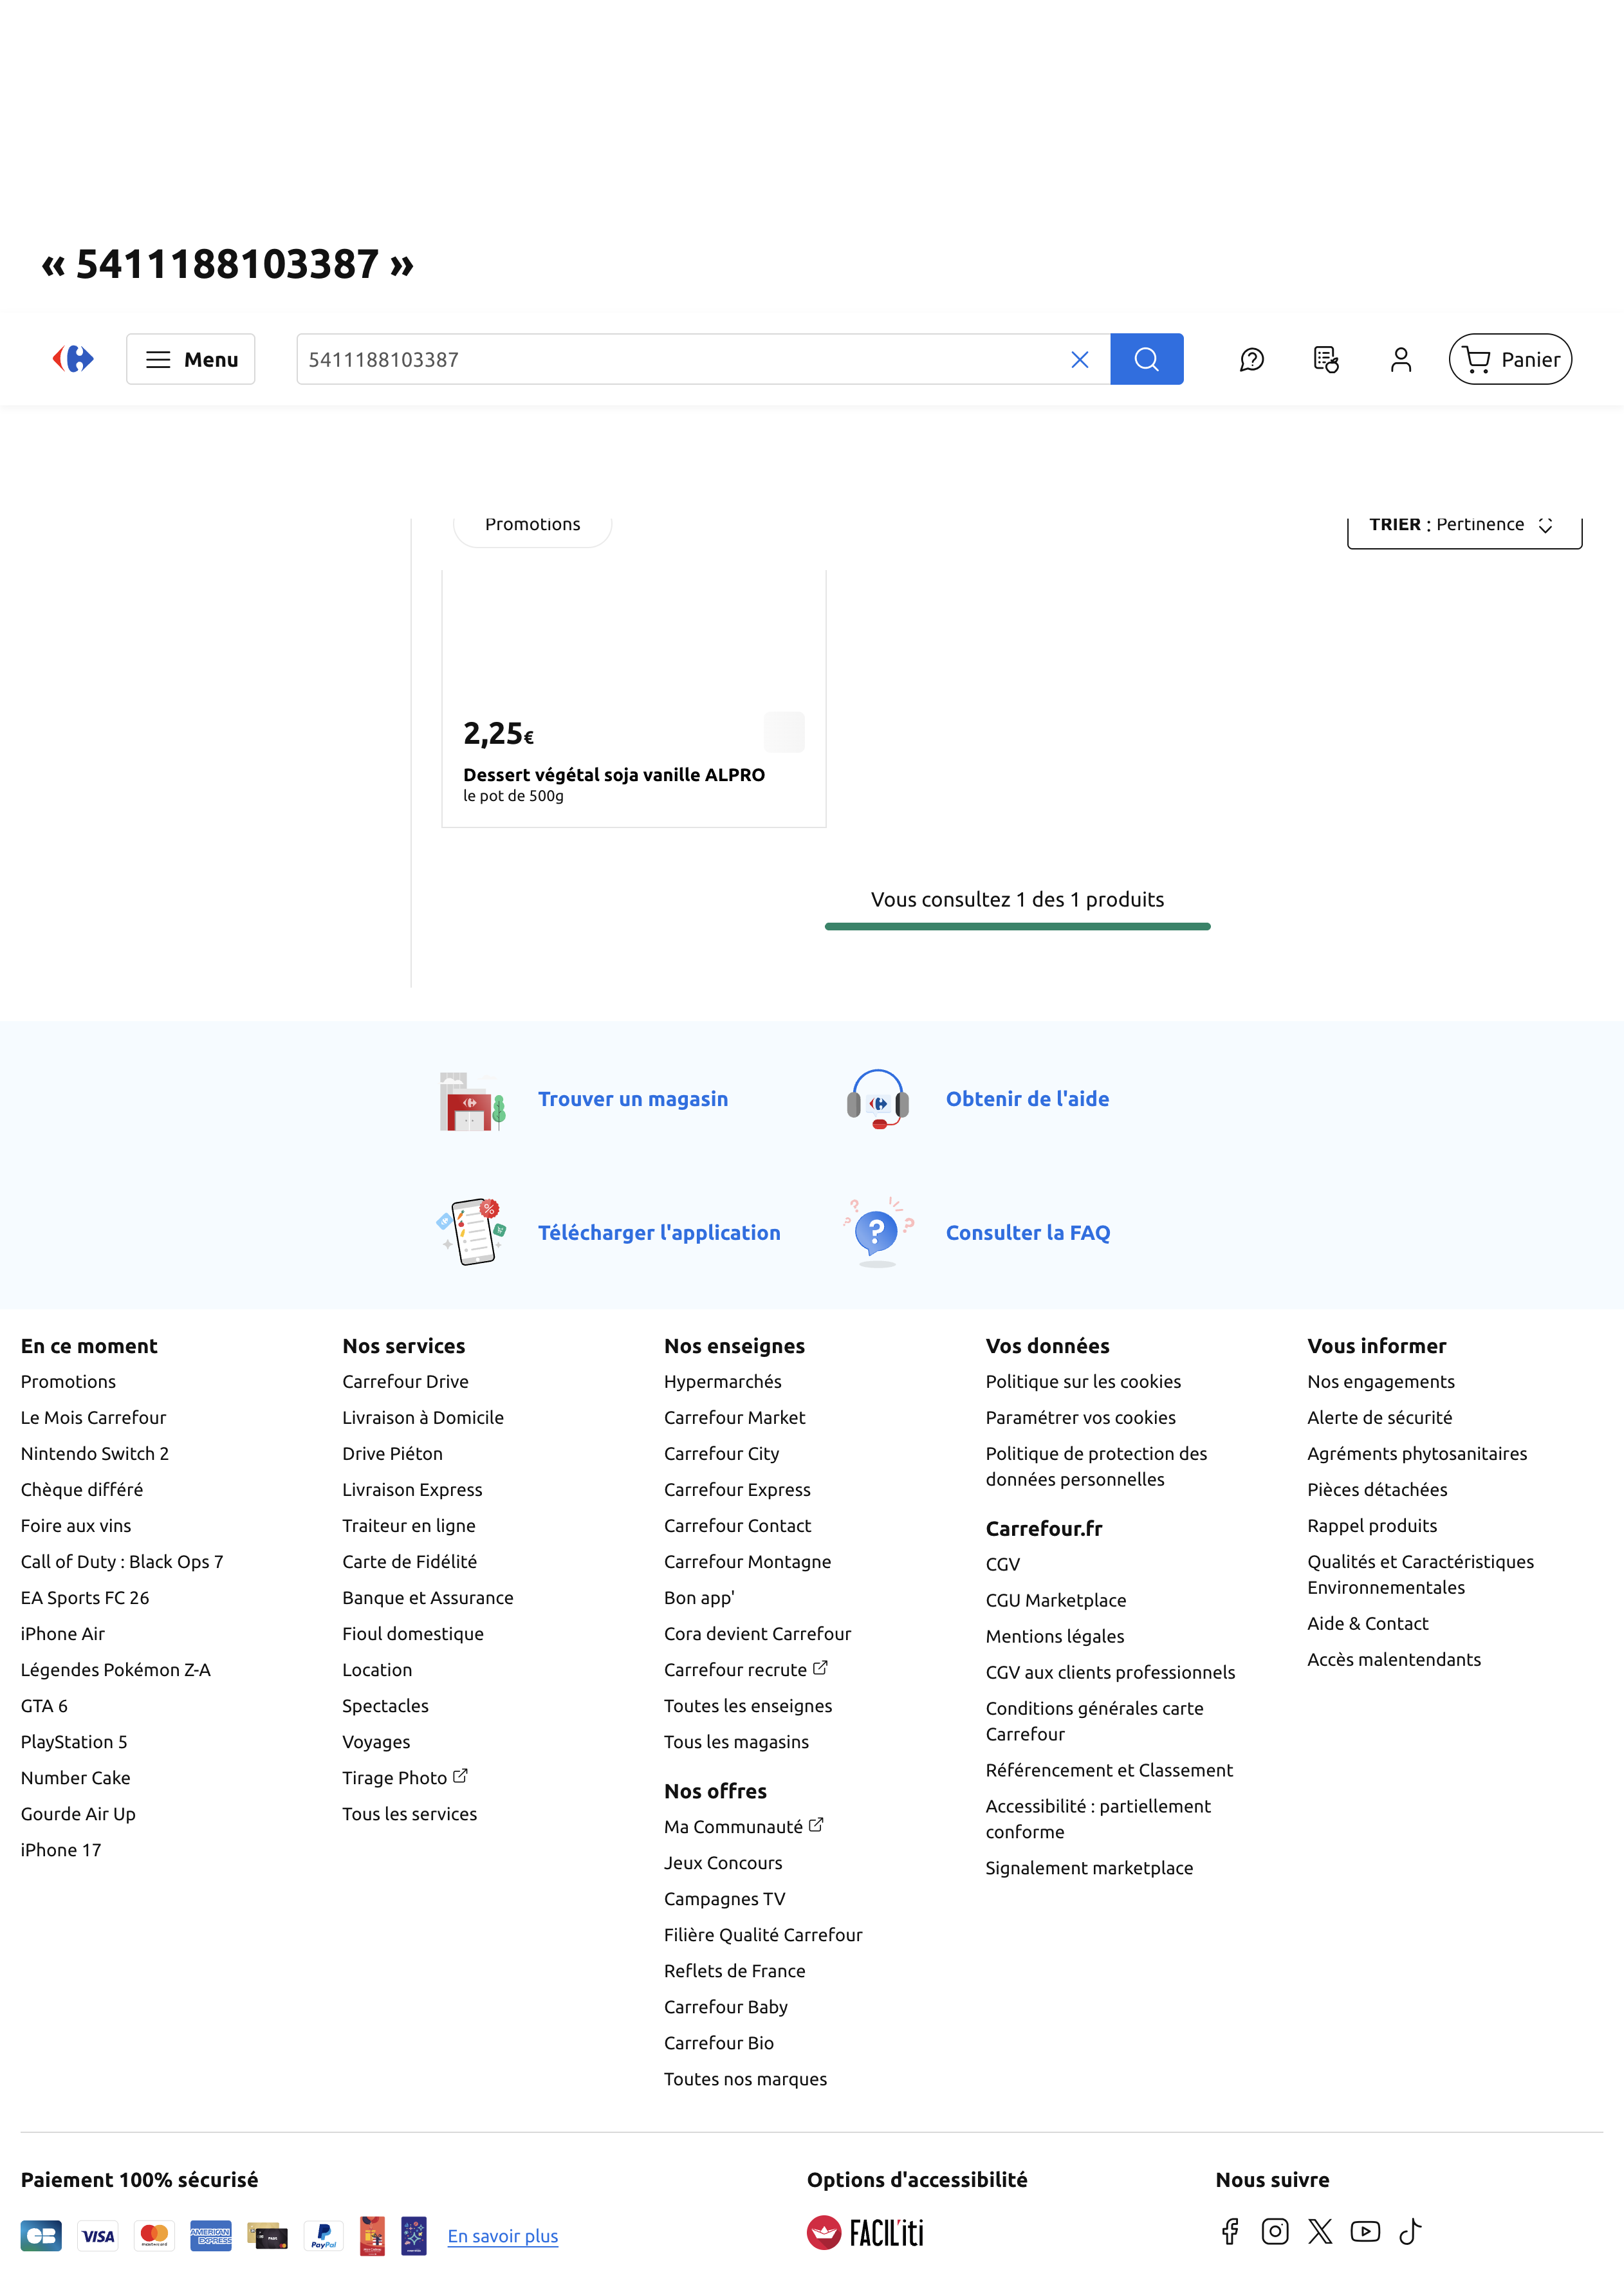 « 5411188103387 »
Menu
5411188103387
Panier
Promotions
TRIER : Pertinence
2,25€
Dessert végétal soja vanille ALPRO
le pot de 500g
Vous consultez 1 des 1 produits
Trouver un magasin
Obtenir de l'aide
Télécharger l'application
Consulter la FAQ
En ce moment
Promotions
Le Mois Carrefour
Nintendo Switch 2
Chèque différé
Foire aux vins
Call of Duty : Black Ops 7
EA Sports FC 26
iPhone Air
Légendes Pokémon Z-A
GTA 6
PlayStation 5
Number Cake
Gourde Air Up
iPhone 17
Nos services
Carrefour Drive
Livraison à Domicile
Drive Piéton
Livraison Express
Traiteur en ligne
Carte de Fidélité
Banque et Assurance
Fioul domestique
Location
Spectacles
Voyages
Tirage Photo
Tous les services
Nos enseignes
Hypermarchés
Carrefour Market
Carrefour City
Carrefour Express
Carrefour Contact
Carrefour Montagne
Bon app'
Cora devient Carrefour
Carrefour recrute
Toutes les enseignes
Tous les magasins
Nos offres
Ma Communauté
Jeux Concours
Campagnes TV
Filière Qualité Carrefour
Reflets de France
Carrefour Baby
Carrefour Bio
Toutes nos marques
Vos données
Politique sur les cookies
Paramétrer vos cookies
Politique de protection des
données personnelles
Carrefour.fr
CGV
CGU Marketplace
Mentions légales
CGV aux clients professionnels
Conditions générales carte
Carrefour
Référencement et Classement
Accessibilité : partiellement
conforme
Signalement marketplace
Vous informer
Nos engagements
Alerte de sécurité
Agréments phytosanitaires
Pièces détachées
Rappel produits
Qualités et Caractéristiques
Environnementales
Aide & Contact
Accès malentendants
Paiement 100% sécurisé
CB
VISA
mastercard
AMERICAN
EXPRESS
PASS
PayPal
En savoir plus
Options d'accessibilité
FACIL'iti
Nous suivre